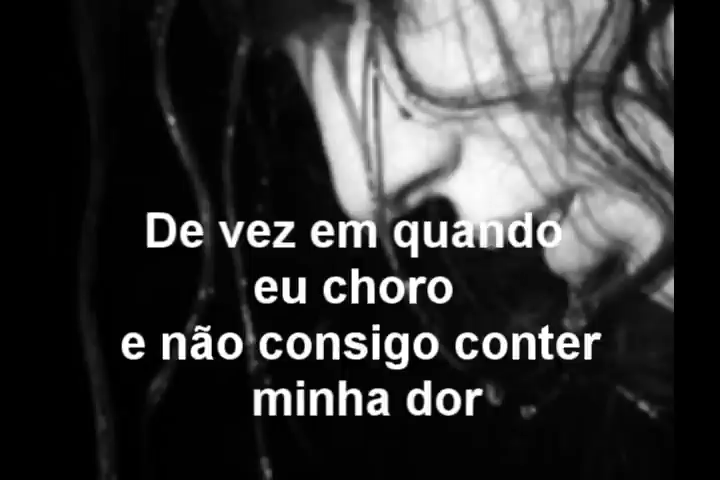 De vez em quando
eu choro
e não consigo conter
minha dor